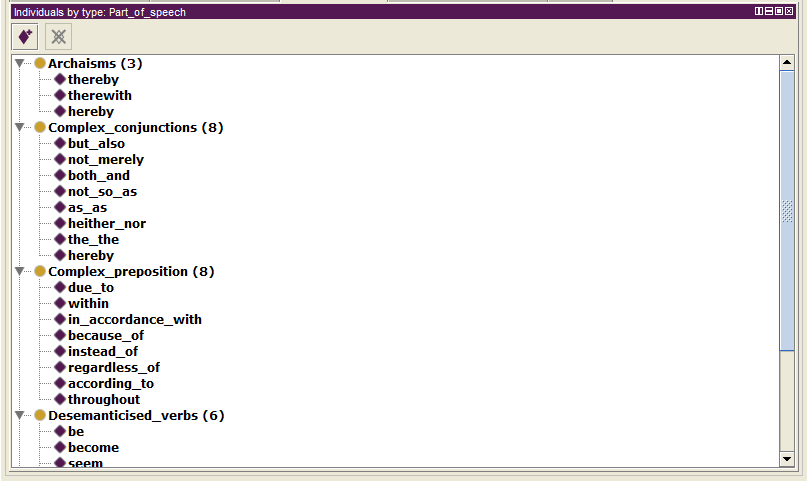 Individuals by type: Part_of_speech
Archaisms (3)
thereby
therewith
hereby
Complex_conjunctions (8)
but_also
not_merely
both_and
not_so_as
as_as
heither_nor
the_the
hereby
Complex_preposition (8)
due_to
within
in_accordance_with
because_of
instead_of
regardless_of
according_to
throughout
Desemanticised_verbs (6)
be
become
seem